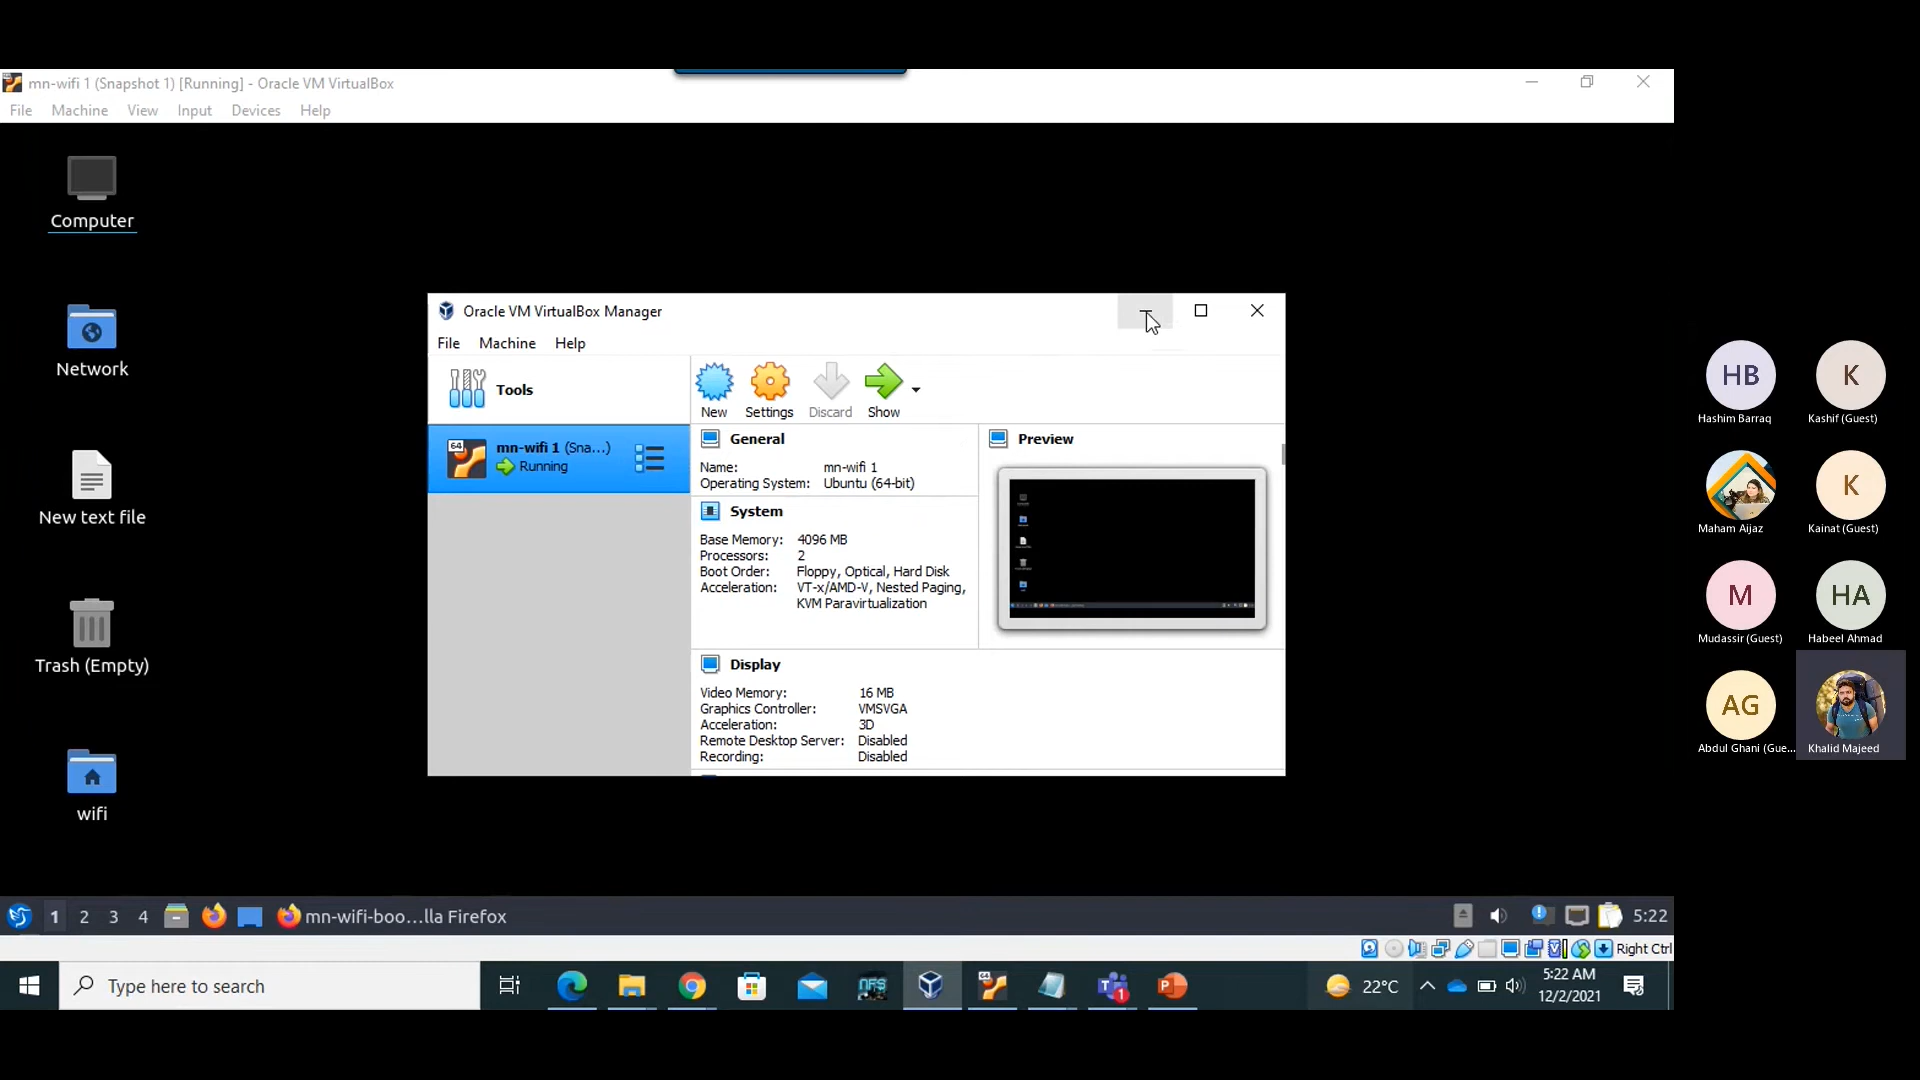 mn-wifi 1 (Snapshot 1) [Running] - Oracle VM VirtualBox
File Machine View Input Devices Help
Computer
Network
New text file
Trash (Empty)
wifi
Oracle VM VirtualBox Manager
File Machine Help
Tools
New Settings Discard Show
64
mn-wifi 1 (Sna...)
Running
General
Name: mn-wifi 1
Operating System: Ubuntu (64-bit)
System
Base Memory: 4096 MB
Processors: 2
Boot Order: Floppy, Optical, Hard Disk
Acceleration: VT-x/AMD-V, Nested Paging,
KVM Paravirtualization
Preview
Display
Video Memory: 16 MB
Graphics Controller: VMSVGA
Acceleration: 3D
Remote Desktop Server: Disabled
Recording: Disabled
HB
Hashim Barraq
K
Kashif (Guest)
Maham Aijaz
K
Kainat (Guest)
M
Mudassir (Guest)
HA
Habeel Ahmad
AG
Abdul Ghani (Gue...
Khalid Majeed
1 2 3 4 mn-wifi-boo...lla Firefox 5:22
Right Ctrl
Type here to search
NFS
64
T 1
P
22°C
5:22 AM
12/2/2021